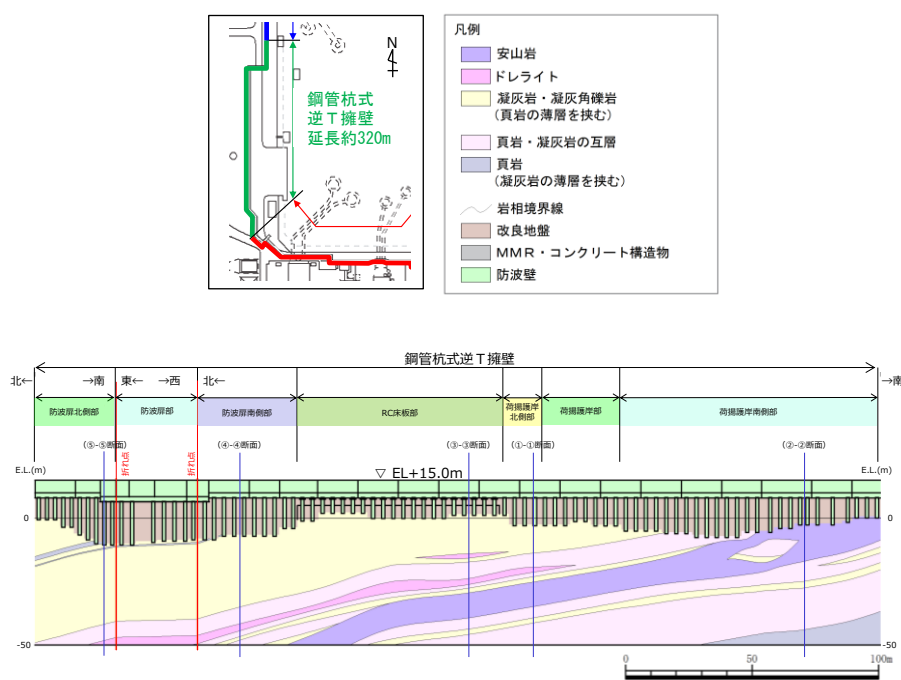 N
鋼管杭式
逆T擁壁
延長約320m
凡例
安山岩
ドレライト
凝灰岩・凝灰角礫岩
(頁岩の薄層を挟む)
頁岩・凝灰岩の互層
頁岩
(凝灰岩の薄層を挟む)
岩相境界線
改良地盤
MMR・コンクリート構造物
防波壁
鋼管杭式逆T擁壁
北← →南 東← →西 北← →南
防波扉北側部 防波扉部 防波扉南側部 RC床板部 荷揚護岸北側部 荷揚護岸部 荷揚護岸南側部
(⑤-⑤断面) (④-④断面) (③-③断面) (①-①断面) (②-②断面)
折れ点 折れ点
E.L.(m) ▽ EL+15.0m E.L.(m)
0 0
-50 -50
0 50 100m